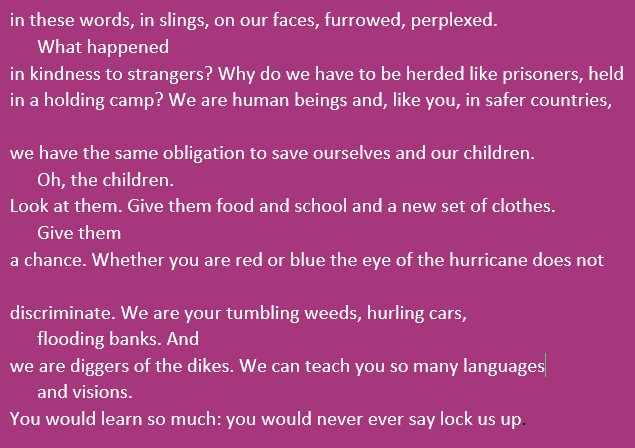 in these words, in slings, on our faces, furrowed, perplexed.
What happened
in kindness to strangers? Why do we have to be herded like prisoners, held
in a holding camp? We are human beings and, like you, in safer countries,
we have the same obligation to save ourselves and our children.
Oh, the children.
Look at them. Give them food and school and a new set of clothes.
Give them
a chance. Whether you are red or blue the eye of the hurricane does not
discriminate. We are your tumbling weeds, hurling cars,
flooding banks. And
we are diggers of the dikes. We can teach you so many languages
and visions.
You would learn so much: you would never ever say lock us up.